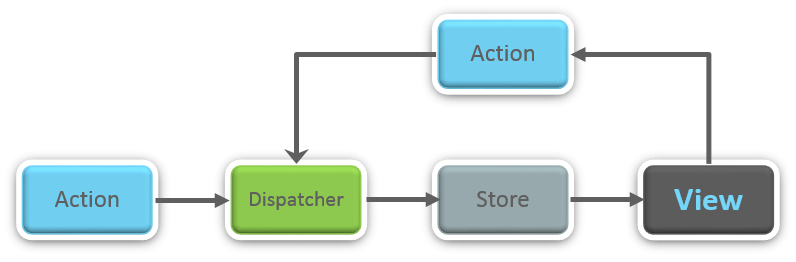 Action
Action
Dispatcher
Store
View